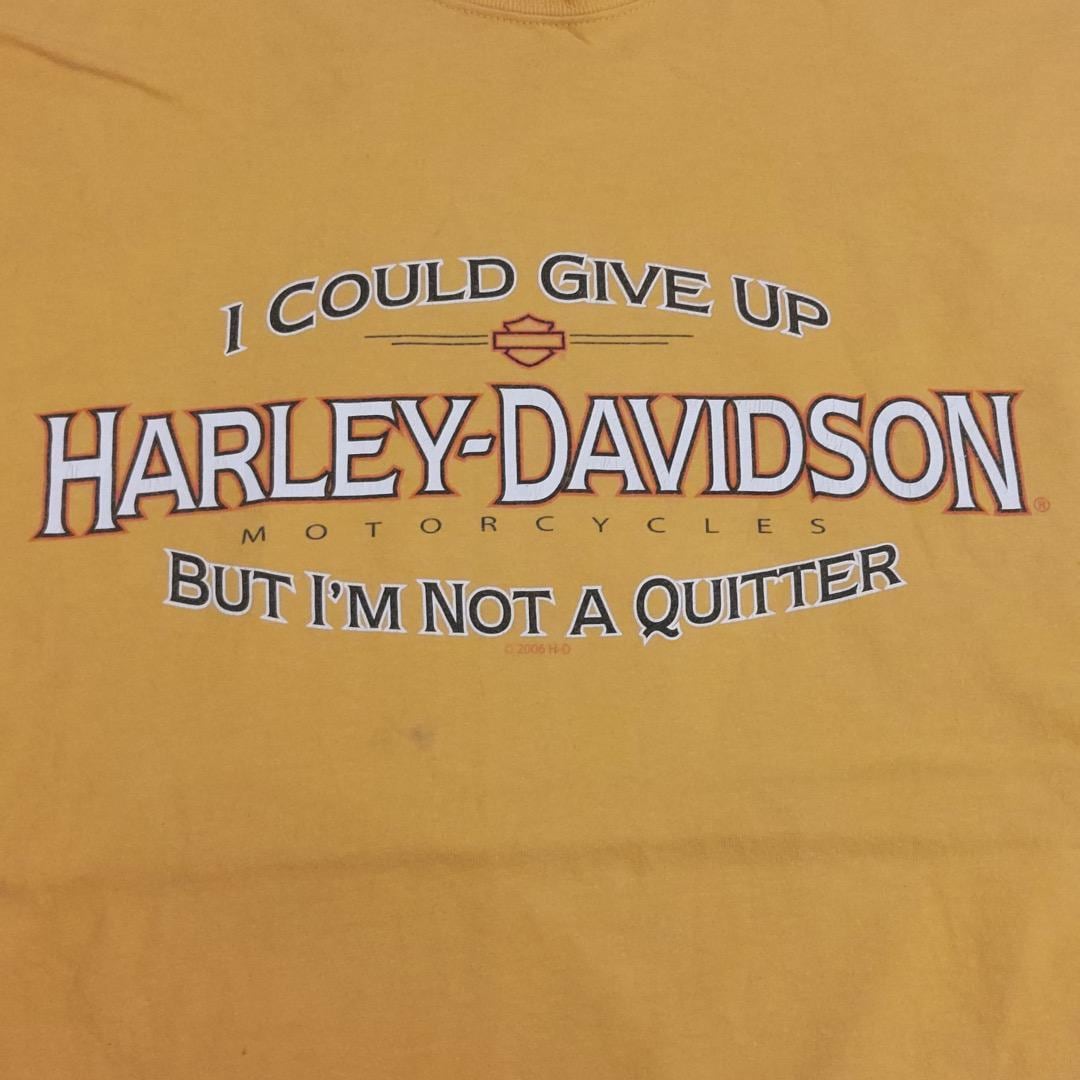 I COULD GIVE UP
HARLEY-DAVIDSON®
MOTORCYCLES
BUT I'M NOT A QUITTER
© 2006 H-D